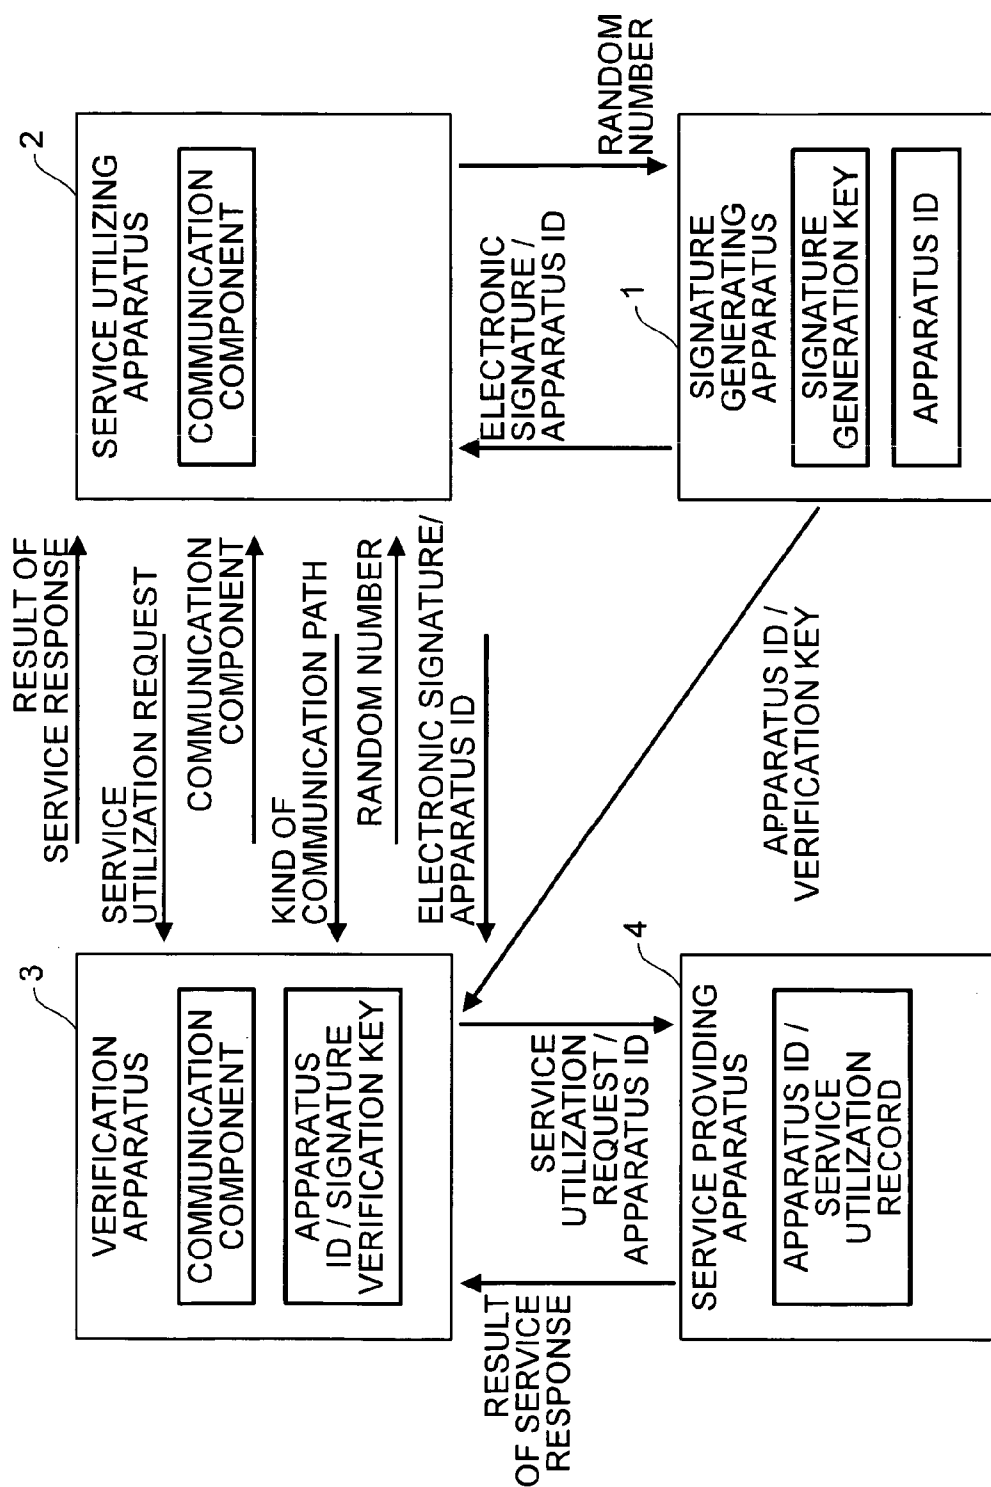 3
VERIFICATION
APPARATUS
COMMUNICATION
COMPONENT
APPARATUS
ID / SIGNATURE
VERIFICATION KEY
RESULT OF
SERVICE RESPONSE
SERVICE
UTILIZATION REQUEST
COMMUNICATION
COMPONENT
KIND OF
COMMUNICATION PATH
RANDOM NUMBER
ELECTRONIC SIGNATURE/
APPARATUS ID
2
SERVICE UTILIZING
APPARATUS
COMMUNICATION
COMPONENT
RESULT
OF SERVICE
RESPONSE
SERVICE
UTILIZATION
REQUEST /
APPARATUS ID
ELECTRONIC
SIGNATURE /
APPARATUS ID
RANDOM
NUMBER
4
SERVICE PROVIDING
APPARATUS
APPARATUS ID /
SERVICE
UTILIZATION
RECORD
APPARATUS ID /
VERIFICATION KEY
1
SIGNATURE
GENERATING
APPARATUS
SIGNATURE
GENERATION KEY
APPARATUS ID